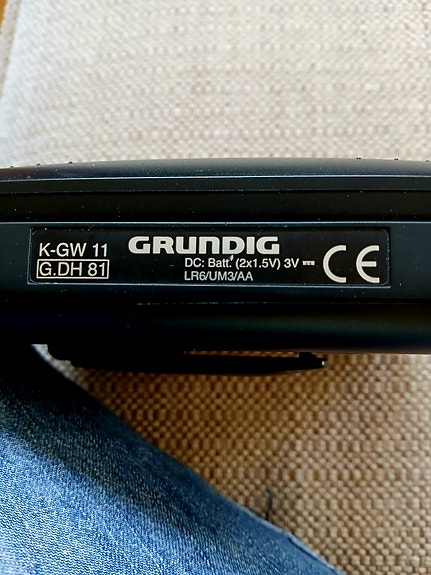 K-GW 11
G.DH 81
GRUNDIG
DC: Batt. (2x1.5V) 3V ⎓
LR6/UM3/AA
CE